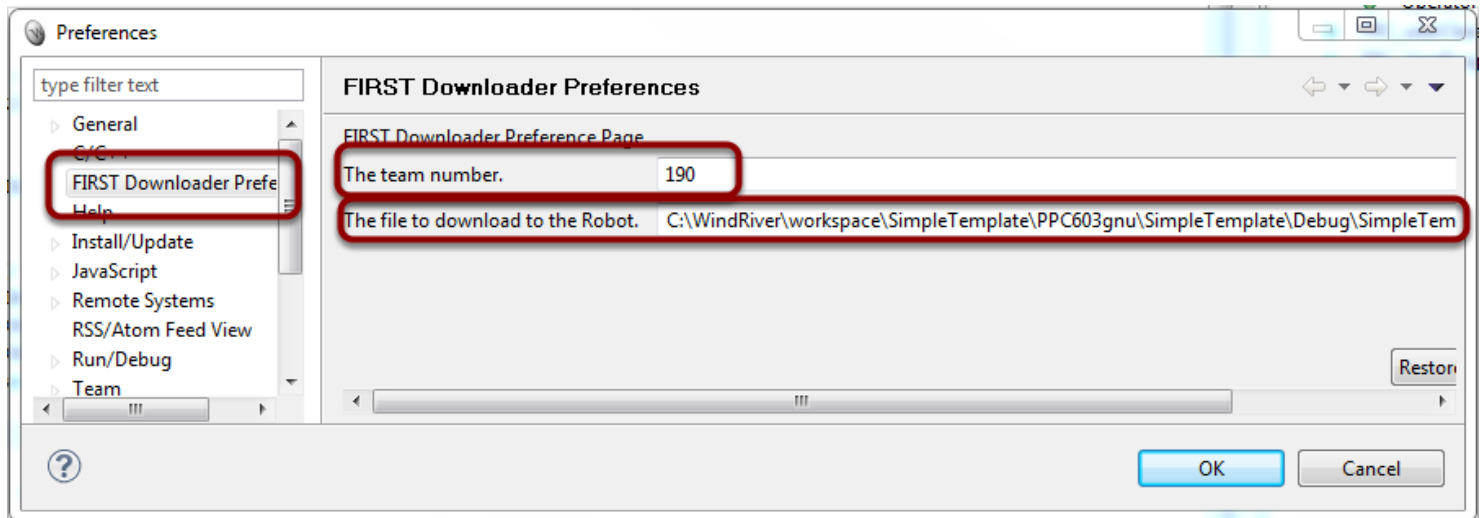 Preferences
type filter text
General
C/C++
FIRST Downloader Prefe
Help
Install/Update
JavaScript
Remote Systems
RSS/Atom Feed View
Run/Debug
Team
FIRST Downloader Preferences
FIRST Downloader Preference Page
The team number. 190
The file to download to the Robot. C:\WindRiver\workspace\SimpleTemplate\PPC603gnu\SimpleTemplate\Debug\SimpleTem
Restore
OK Cancel